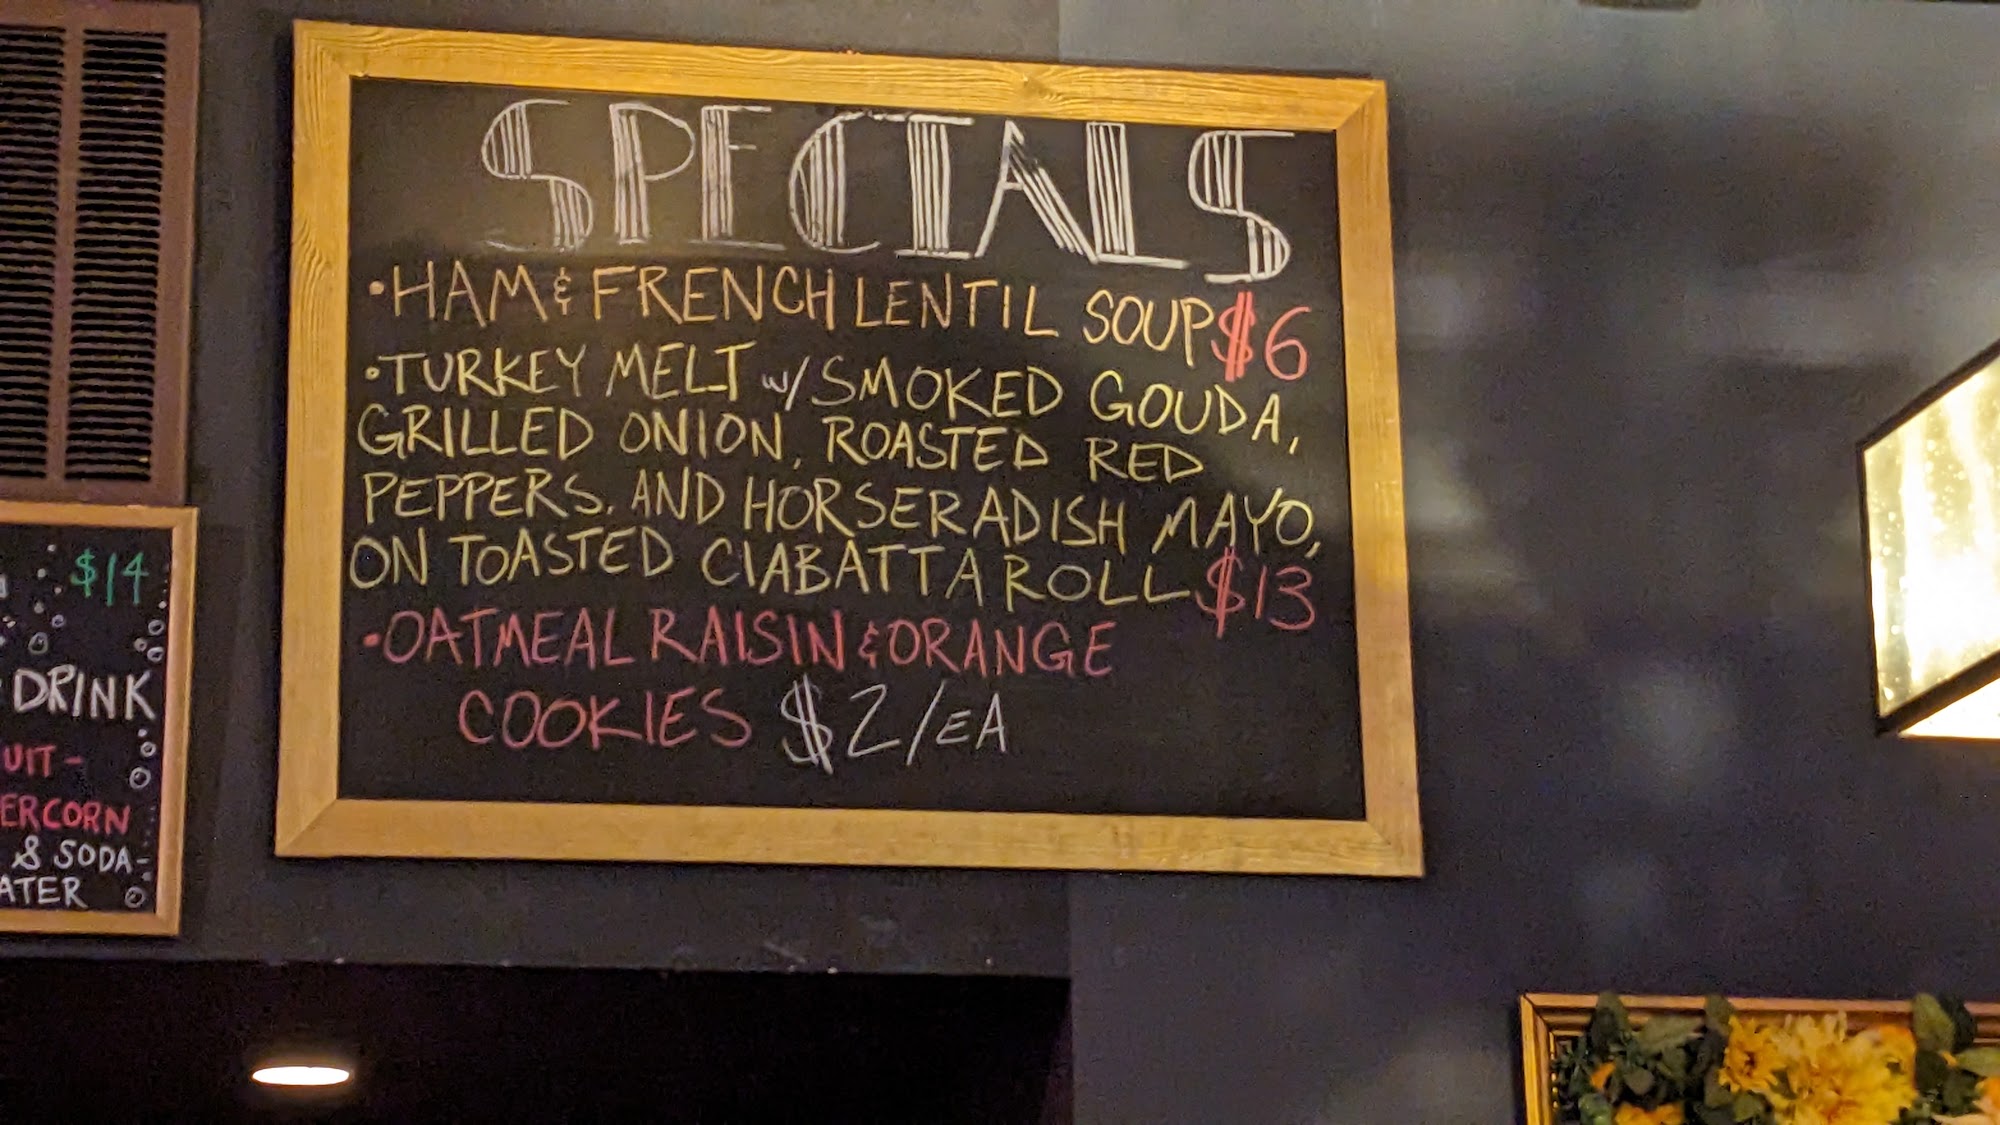 SPECIALS
• HAM & FRENCH LENTIL SOUP $6
• TURKEY MELT w/ SMOKED GOUDA,
GRILLED ONION, ROASTED RED
PEPPERS, AND HORSERADISH MAYO,
ON TOASTED CIABATTA ROLL $13
• OATMEAL RAISIN & ORANGE
COOKIES $2/EA
$14
DRINK
UIT-
ERCORN
& SODA-
ATER